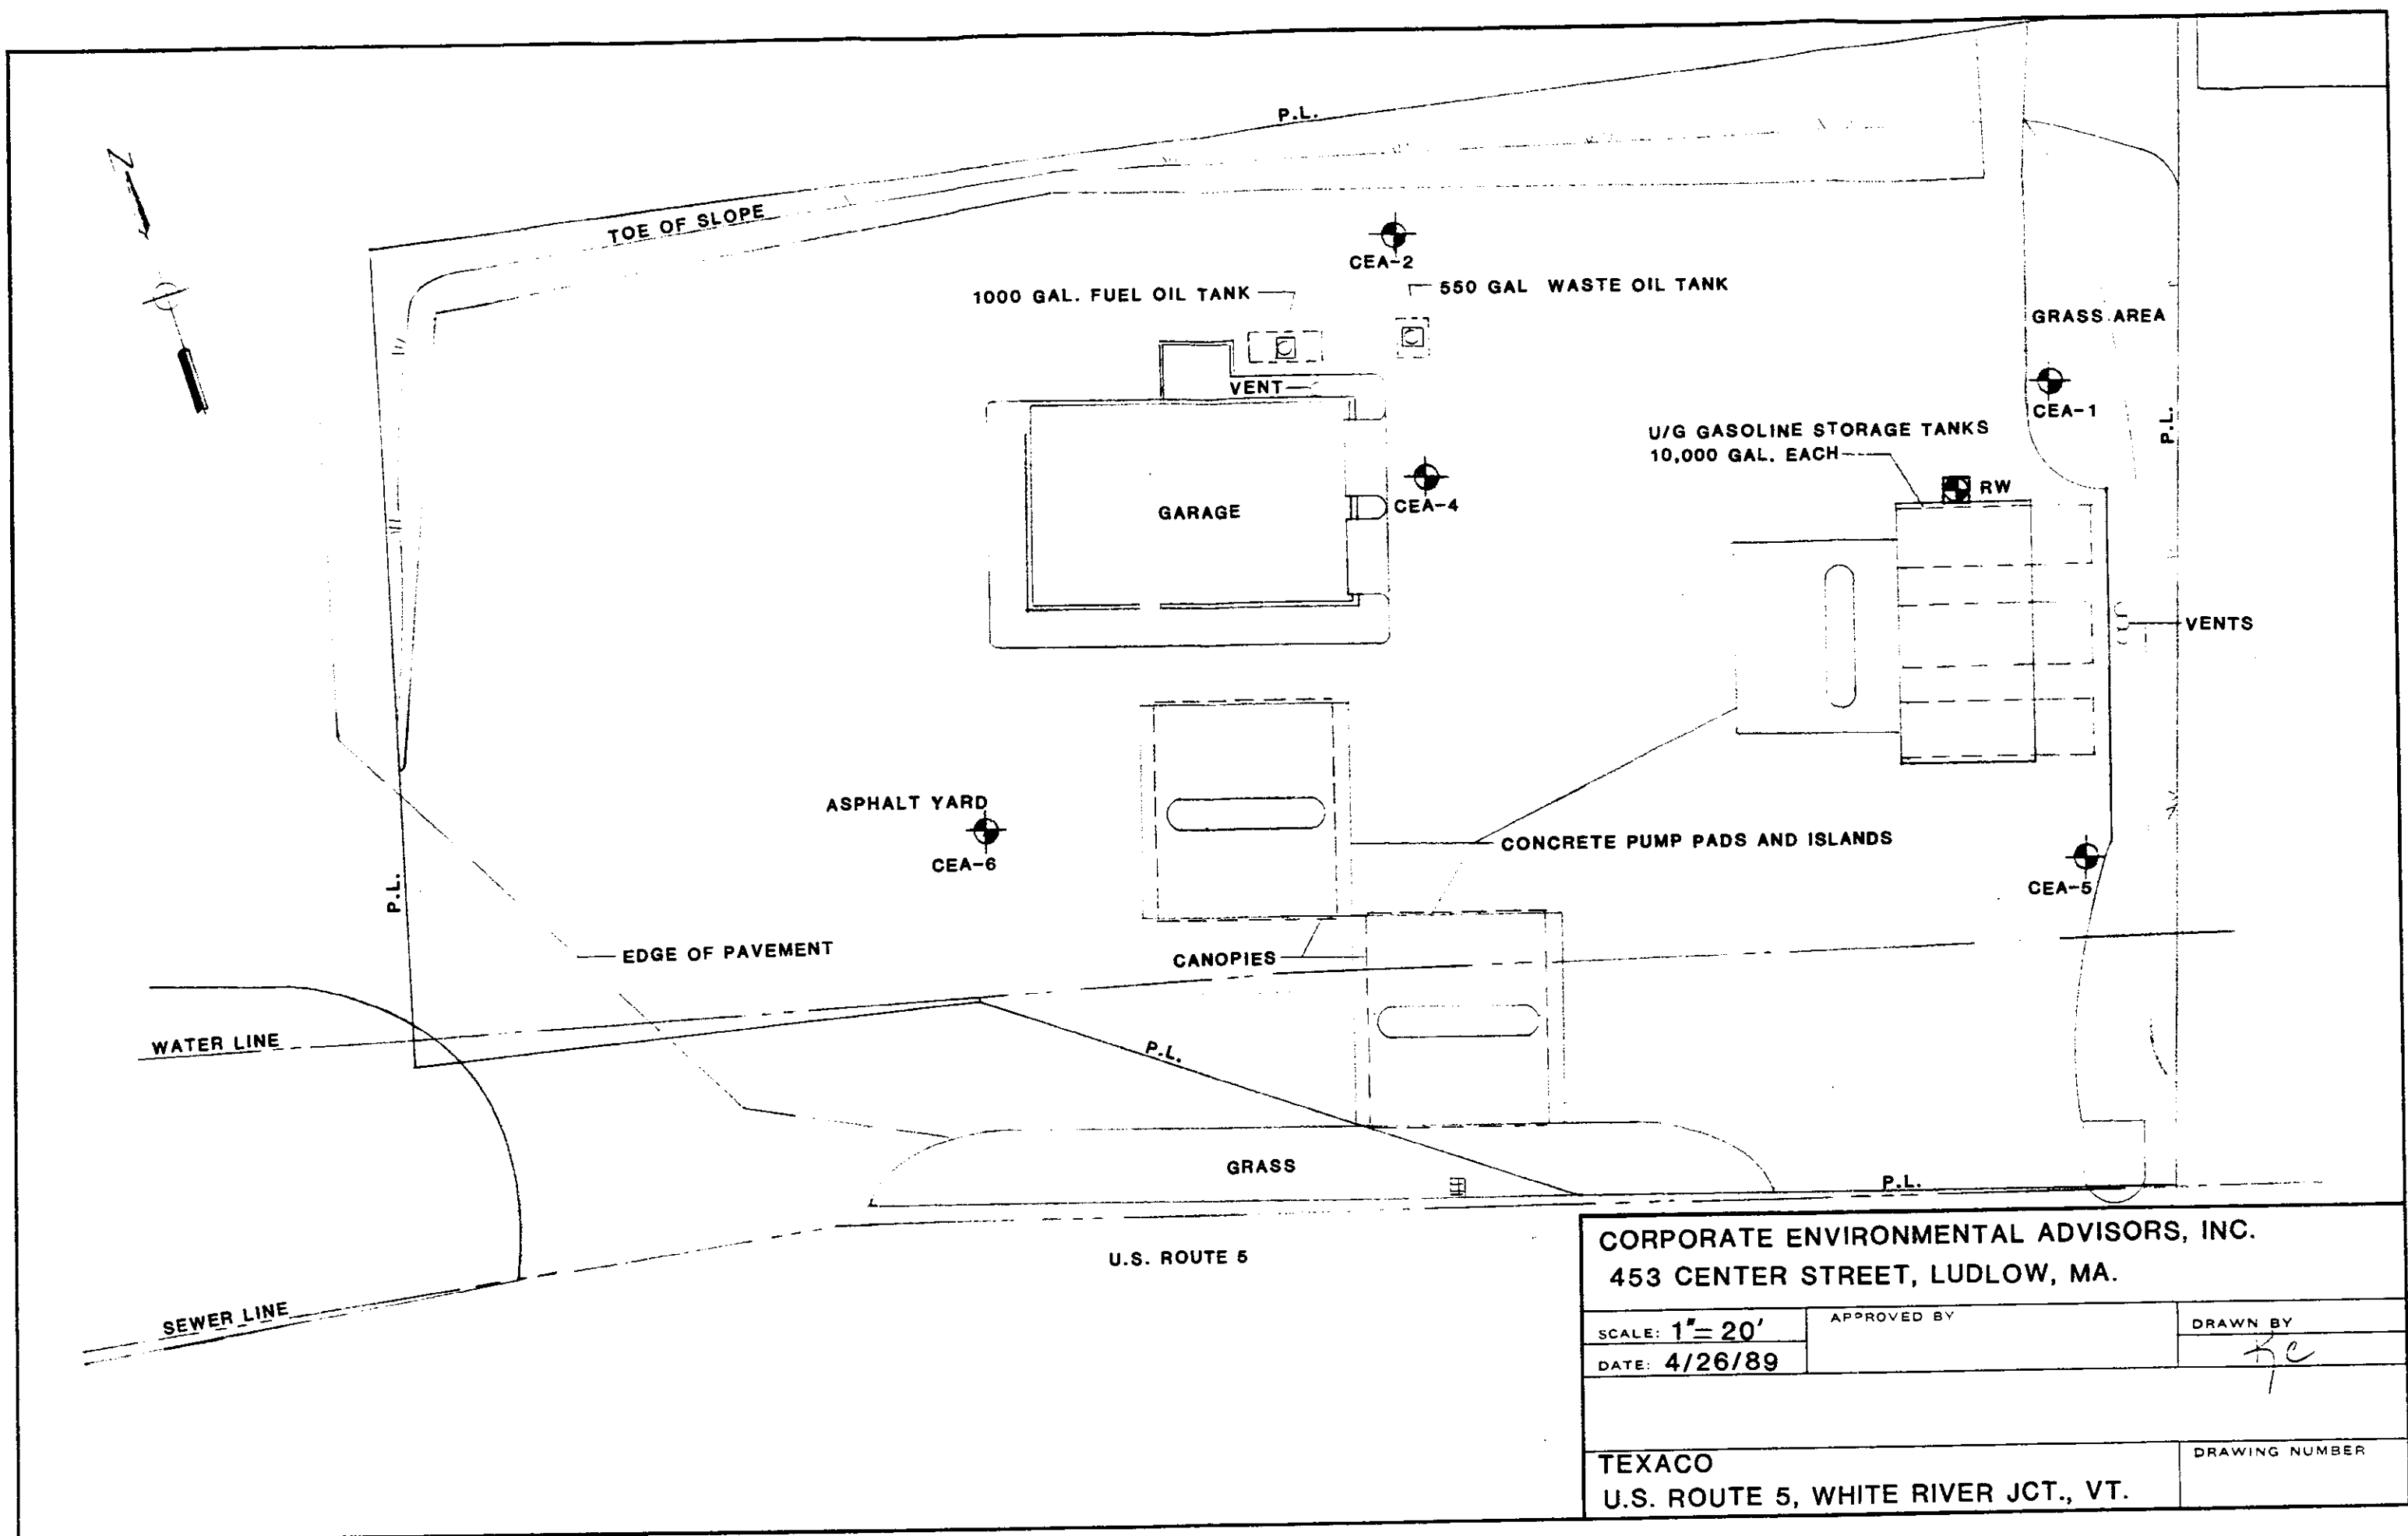 P.L.
N
TOE OF SLOPE
CEA-2
1000 GAL. FUEL OIL TANK
550 GAL WASTE OIL TANK
GRASS AREA
VENT
CEA-1
P.L.
U/G GASOLINE STORAGE TANKS
10,000 GAL. EACH
RW
GARAGE
CEA-4
VENTS
ASPHALT YARD
CEA-6
CONCRETE PUMP PADS AND ISLANDS
CEA-5
P.L.
EDGE OF PAVEMENT
CANOPIES
WATER LINE
P.L.
GRASS
P.L.
U.S. ROUTE 5
SEWER LINE
CORPORATE ENVIRONMENTAL ADVISORS, INC.
453 CENTER STREET, LUDLOW, MA.
SCALE: 1"= 20'
APPROVED BY
DRAWN BY
KC
DATE: 4/26/89
TEXACO
U.S. ROUTE 5, WHITE RIVER JCT., VT.
DRAWING NUMBER